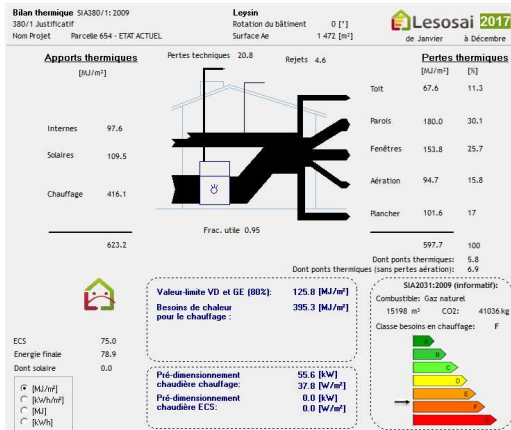 Bilan thermique SIA380/1: 2009
380/1 Justificatif
Nom Projet Parcelle 654 - ETAT ACTUEL
Leysin
Rotation du bâtiment 0 [°]
Surface Ae 1 472 [m²]
Lesosai 2017
de Janvier à Décembre
Apports thermiques
[MJ/m²]
Pertes techniques 20.8
Rejets 4.6
Pertes thermiques
[MJ/m²] [%]
Toit 67.6 11.3
Internes 97.6
Parois 180.0 30.1
Solaires 109.5
Fenêtres 153.8 25.7
Chauffage 416.1
Aération 94.7 15.8
Plancher 101.6 17
Frac. utile 0.95
623.2
597.7 100
Dont ponts thermiques: 5.8
Dont ponts thermiques (sans pertes aération): 6.9
Valeur-limite VD et GE (80%): 125.8 [MJ/m²]
Besoins de chaleur pour le chauffage : 395.3 [MJ/m²]
SIA2031:2009 (informatif):
Combustible: Gaz naturel
15198 m³ CO2: 41036 kg
Classe besoins en chauffage: F
A
B
C
D
E
F
G
ECS 75.0
Energie finale 78.9
Dont solaire 0.0
[MJ/m²]
[kWh/m²]
[MJ]
[kWh]
Pré-dimensionnement chaudière chauffage: 55.6 [kW]
37.8 [W/m²]
Pré-dimensionnement chaudière ECS: 0.0 [kW]
0.0 [W/m²]